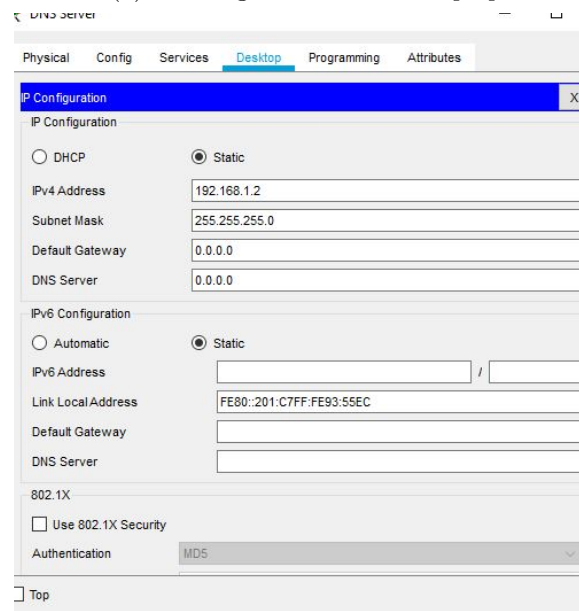 DNS Server
Physical Config Services Desktop Programming Attributes
IP Configuration X
IP Configuration
DHCP Static
IPv4 Address 192.168.1.2
Subnet Mask 255.255.255.0
Default Gateway 0.0.0.0
DNS Server 0.0.0.0
IPv6 Configuration
Automatic Static
IPv6 Address /
Link Local Address FE80::201:C7FF:FE93:55EC
Default Gateway
DNS Server
802.1X
Use 802.1X Security
Authentication MD5
Top